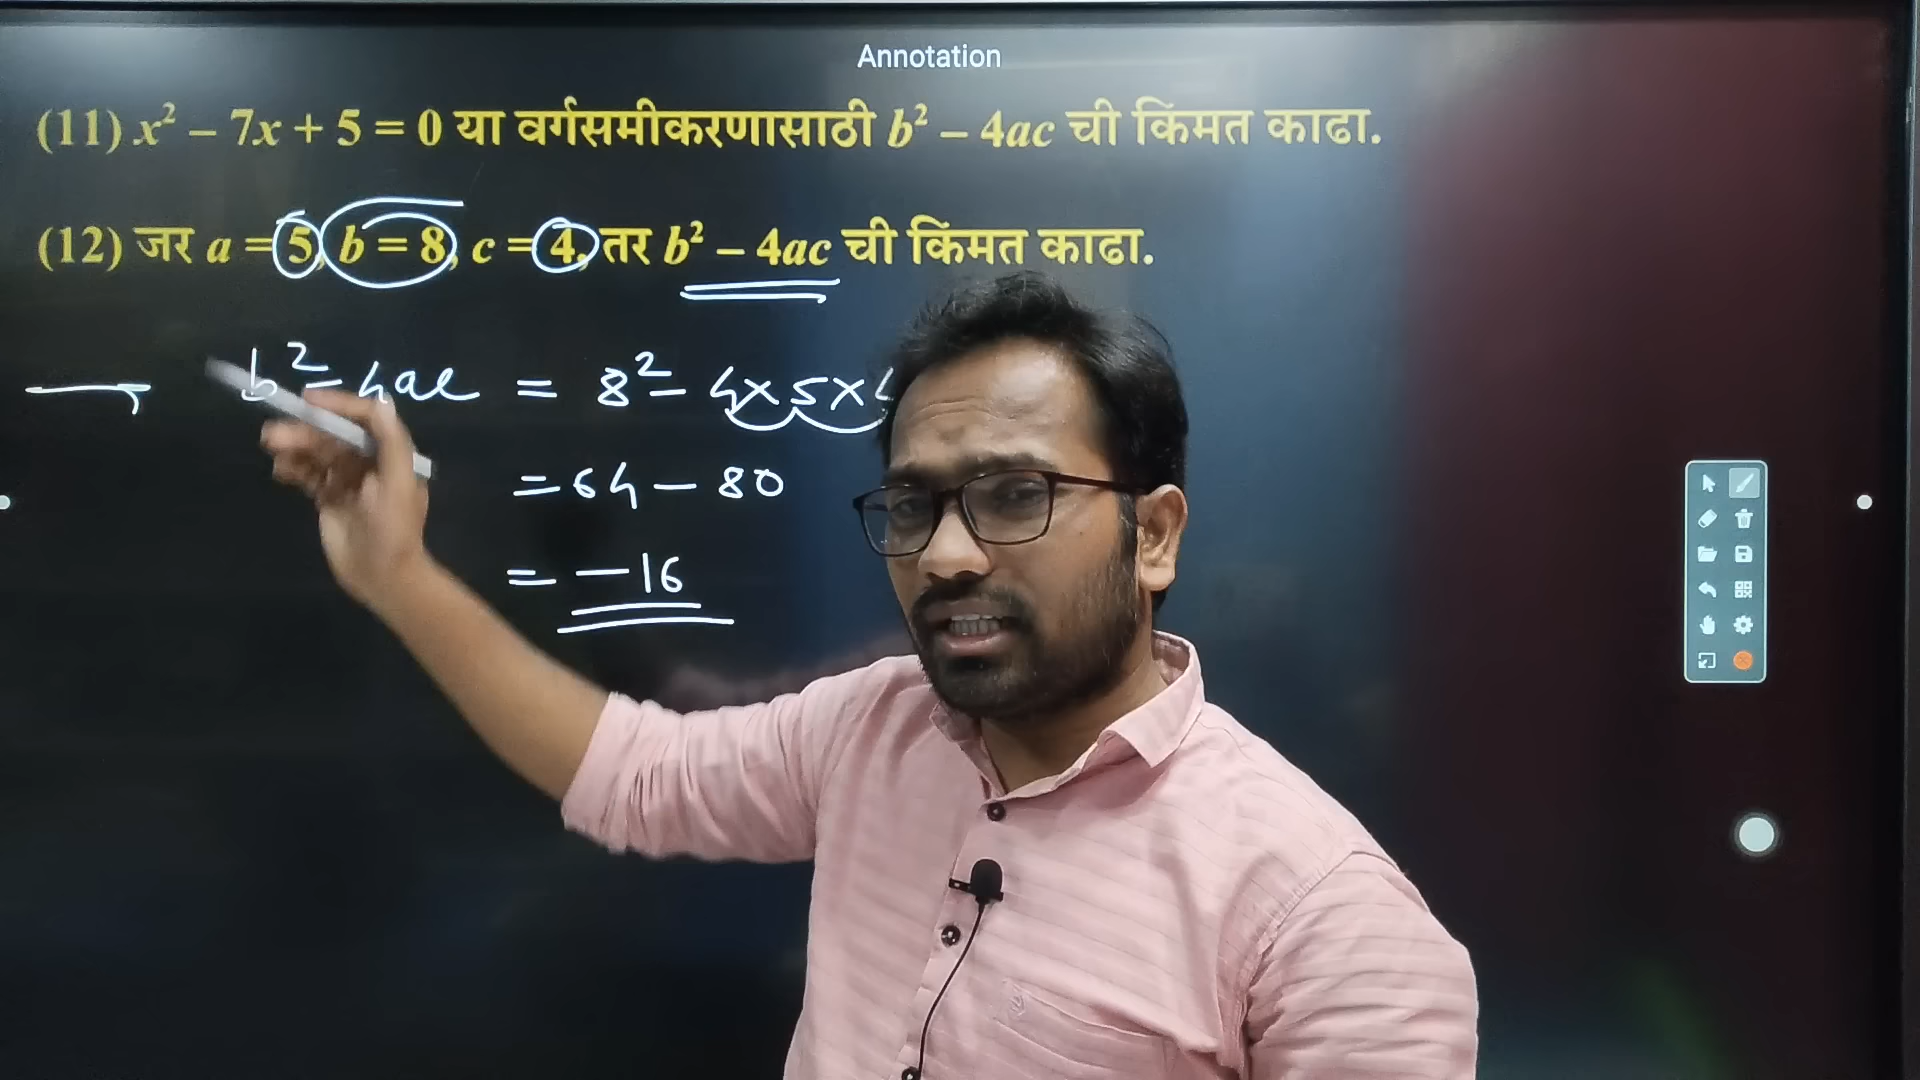 Annotation
(11) x² – 7x + 5 = 0 या वर्गसमीकरणासाठी b² – 4ac ची किंमत काढा.
(12) जर a = 5, b = 8, c = 4, तर b² – 4ac ची किंमत काढा.
b² – 4ac = 8² – 4×5×4
= 64 – 80
= – 16